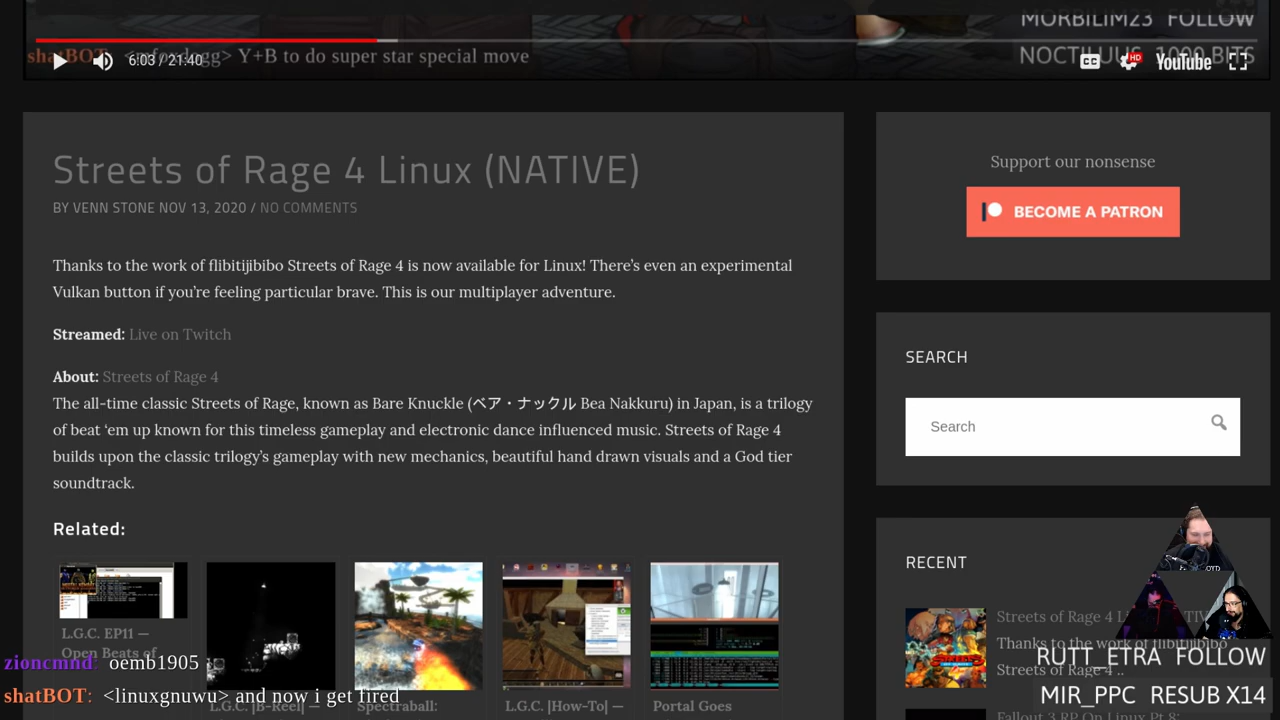 MORBILIM23 FOLLOW
shatBOT <mfoxdogg> Y+B to do super star special move
NOCTILUUS 1000 BITS
6:03 / 21:40
CC
HD
YouTube
Streets of Rage 4 Linux (NATIVE)
BY VENN STONE NOV 13, 2020 / NO COMMENTS
Thanks to the work of flibitijibibo Streets of Rage 4 is now available for Linux! There’s even an experimental
Vulkan button if you’re feeling particular brave. This is our multiplayer adventure.
Streamed: Live on Twitch
About: Streets of Rage 4
The all-time classic Streets of Rage, known as Bare Knuckle (ベア・ナックル Bea Nakkuru) in Japan, is a trilogy
of beat ‘em up known for this timeless gameplay and electronic dance influenced music. Streets of Rage 4
builds upon the classic trilogy’s gameplay with new mechanics, beautiful hand drawn visuals and a God tier
soundtrack.
Related:
L.G.C. EP11 —
Open Beats of
L.G.C. |B-Reel| —
Spectraball:
L.G.C. |How-To| —
Portal Goes
zioncmnd: oemb1905
shatBOT: <linuxgnuwu> and now i get fired
Support our nonsense
BECOME A PATRON
SEARCH
Search
RECENT
Streets of Rage 4
Thanks to the work of flibitijibibo
Streets of Rage 4
RUTT_ETRA FOLLOW
MIR_PPC RESUB X14
Fallout 3 RP On Linux Pt 8: